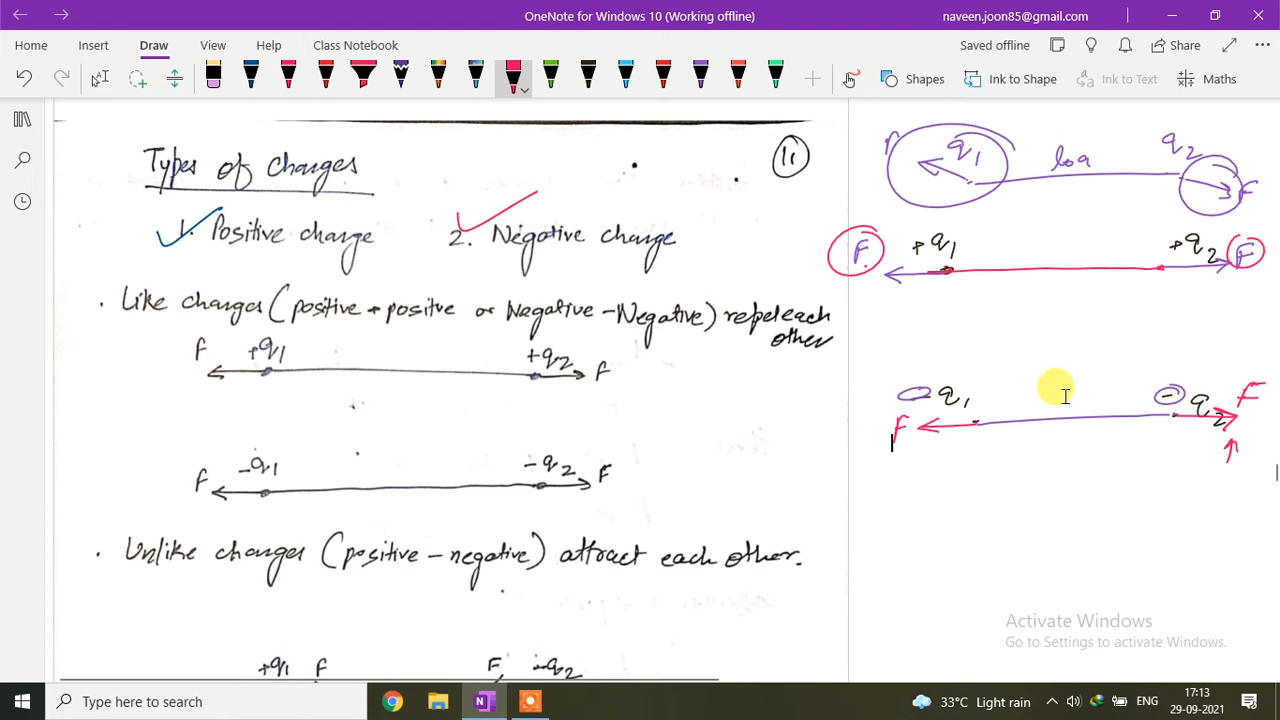 OneNote for Windows 10 (Working offline)
naveen.joon85@gmail.com
Home Insert Draw View Help Class Notebook
Saved offline Share
Shapes Ink to Shape Ink to Text Maths
11
Types of charges
1. Positive charge 2. Negative charge
. Like charges (positive + positive or Negative - Negative) repel each
other
F +q1 +q2 F
F -q1 -q2 F
. Unlike charges (positive - negative) attract each other.
+q1 F F -q2
F q1 q2 F
F +q1 +q2 F
- q1 - q2 F
F
Activate Windows
Go to Settings to activate Windows.
Type here to search
33°C Light rain
ENG
17:13
29-09-2021